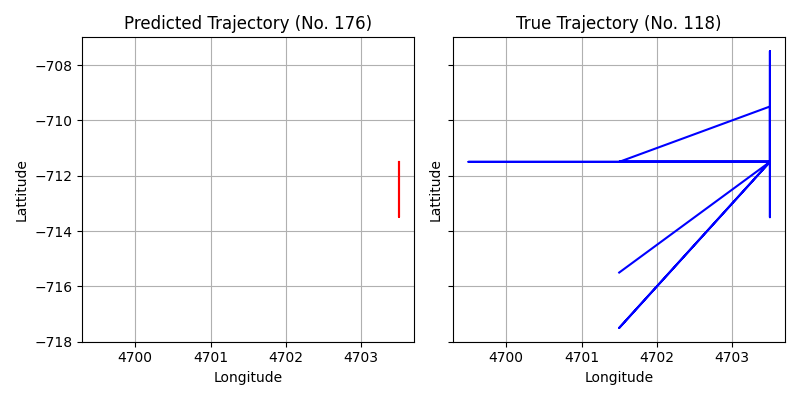 Predicted Trajectory (No. 176)
True Trajectory (No. 118)
−708
−710
−712
−714
−716
−718
Lattitude
Lattitude
4700
4701
4702
4703
4700
4701
4702
4703
Longitude
Longitude